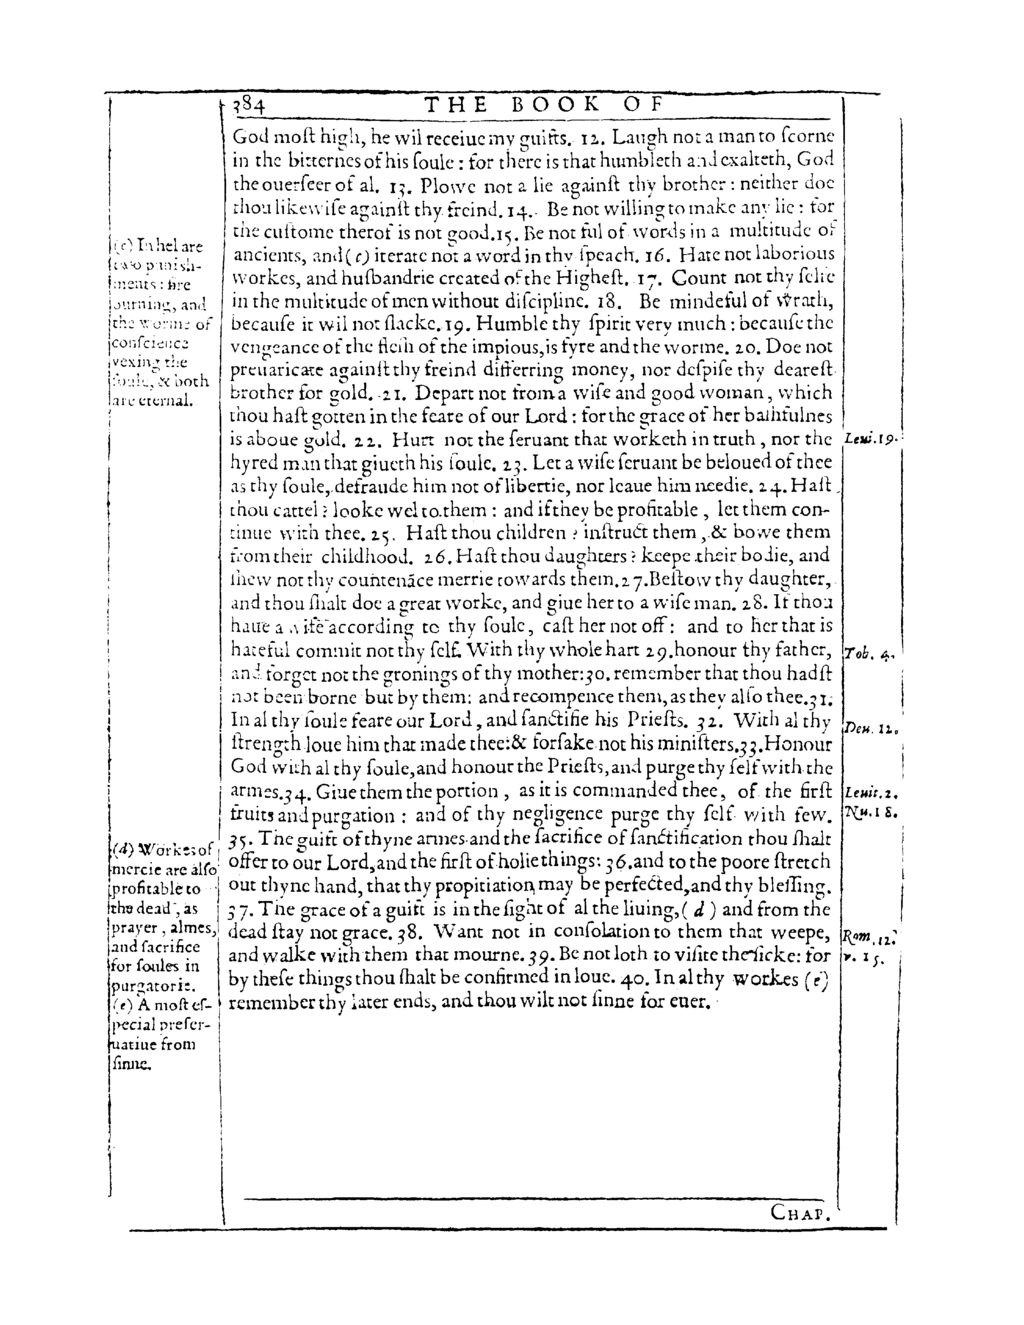 384 THE BOOK OF
God moſt high, he wil receiue my guifts. 12. Laugh not a man to ſcorne
in the bitternes of his ſoule : for there is that humbleth and exalteth, God
the ouerſeer of al. 13. Plowe not a lie againſt thy brother : neither doe
thou likewiſe againſt thy freind. 14. Be not willing to make any lie : for
the cuſtome therof is not good. 15. Be not ful of words in a multitude of
ancients, and (c) iterate not a word in thy ſpeach. 16. Hate not laborious
workes, and huſbandrie created of the Higheſt. 17. Count not thy ſelfe
in the multitude of men without diſcipline. 18. Be mindeful of wrath,
becauſe it wil not ſlacke. 19. Humble thy ſpirit very much : becauſe the
vengeance of the fleſh of the impious, is fyre and the worme. 20. Doe not
preuaricate againſt thy freind differring money, nor deſpiſe thy deareſt
brother for gold. 21. Depart not from a wiſe and good woman, which
thou haſt gotten in the feare of our Lord : for the grace of her baſhfulnes
is aboue gold. 22. Hurt not the ſeruant that worketh in truth, nor the
hyred man that giueth his ſoule. 23. Let a wiſe ſeruant be beloued of thee
as thy ſoule, defraude him not of libertie, nor leaue him needie. 24. Haſt
thou cattel ? looke wel to them : and if they be profitable, let them con-
tinue with thee. 25. Haſt thou children ? inſtruct them, & bowe them
from their childhood. 26. Haſt thou daughters ? keepe their bodie, and
ſhew not thy countenãce merrie towards them. 27. Beſtow thy daughter,
and thou ſhalt doe a great worke, and giue her to a wiſe man. 28. If thou
haue a wife according to thy ſoule, caſt her not off : and to her that is
hateful commit not thy ſelf. With thy whole hart 29. honour thy father,
and forget not the gronings of thy mother: 30. remember that thou hadſt
not been borne but by them: and recompence them, as they alſo thee. 31.
In al thy ſoule feare our Lord, and ſanctifie his Prieſts. 32. With al thy
ſtrength loue him that made thee: & forſake not his miniſters. 33. Honour
God with al thy ſoule, and honour the Prieſts, and purge thy ſelf with the
armes. 34. Giue them the portion, as it is commanded thee, of the firſt
fruits and purgation : and of thy negligence purge thy ſelf with few.
35. The guift of thyne armes and the ſacrifice of ſanctification thou ſhalt
offer to our Lord, and the firſt of holie things: 36. and to the poore ſtretch
out thyne hand, that thy propitiation may be perfected, and thy bleſſing.
37. The grace of a guift is in the ſight of al the liuing, (d) and from the
dead ſtay not grace. 38. Want not in conſolation to them that weepe,
and walke with them that mourne. 39. Be not loth to viſite the ſicke: for
by theſe things thou ſhalt be confirmed in loue. 40. In al thy workes (e)
remember thy later ends, and thou wilt not ſinne for euer.
(c) In hel are
two puniſh-
ments : fire
burning, and
the worme of
conſcience
vexing the
ſoule, & both
are eternal.
(d) Workes of
mercie are alſo
profitable to
the dead, as
prayer, almes,
and ſacrifice
for ſoules in
purgatorie.
(e) A moſt eſ-
pecial preſer-
uatiue from
ſinne.
Leui. 19.
Tob. 4.
Deu. 12.
Leuit. 2.
Nu. 18.
Rom. 12.
v. 15.
CHAP.